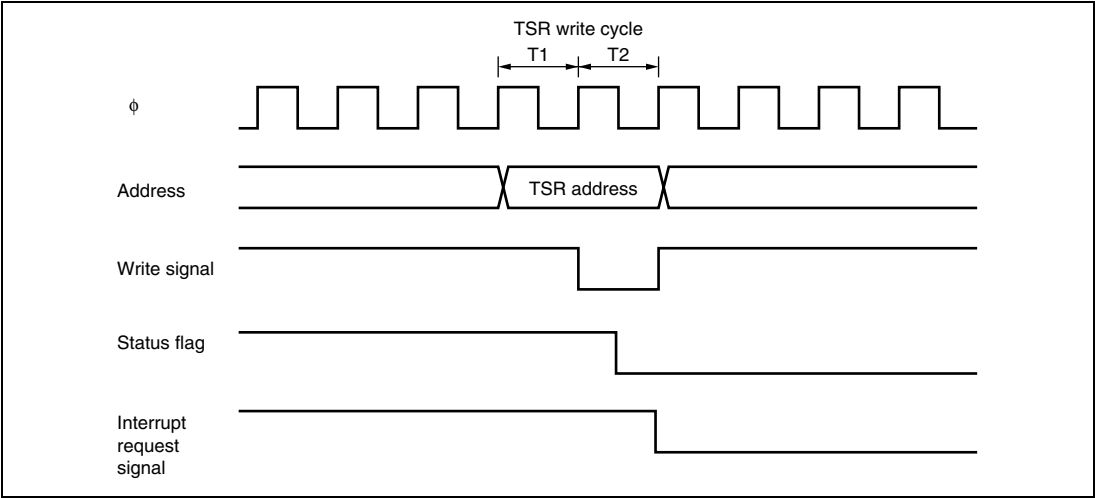 TSR write cycle
T1 T2
ϕ
Address
TSR address
Write signal
Status flag
Interrupt
request
signal